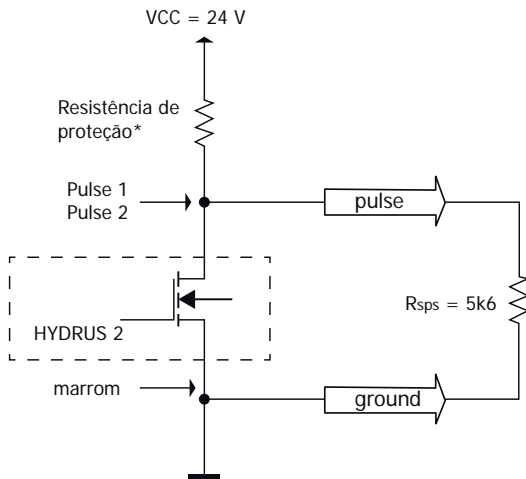 VCC = 24 V
Resistência de
proteção*
Pulse 1
Pulse 2
pulse
Rsps = 5k6
HYDRUS 2
marrom
ground